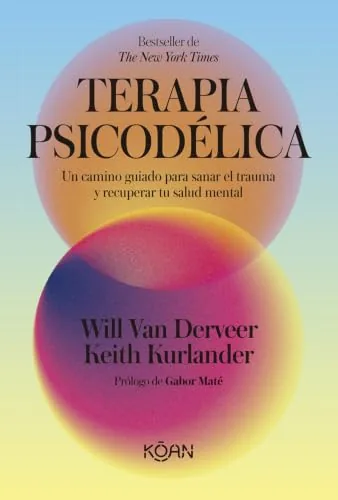 Bestseller de
The New York Times
TERAPIA
PSICODÉLICA
Un camino guiado para sanar el trauma
y recuperar tu salud mental
Will Van Derveer
Keith Kurlander
Prólogo de Gabor Maté
KŌAN